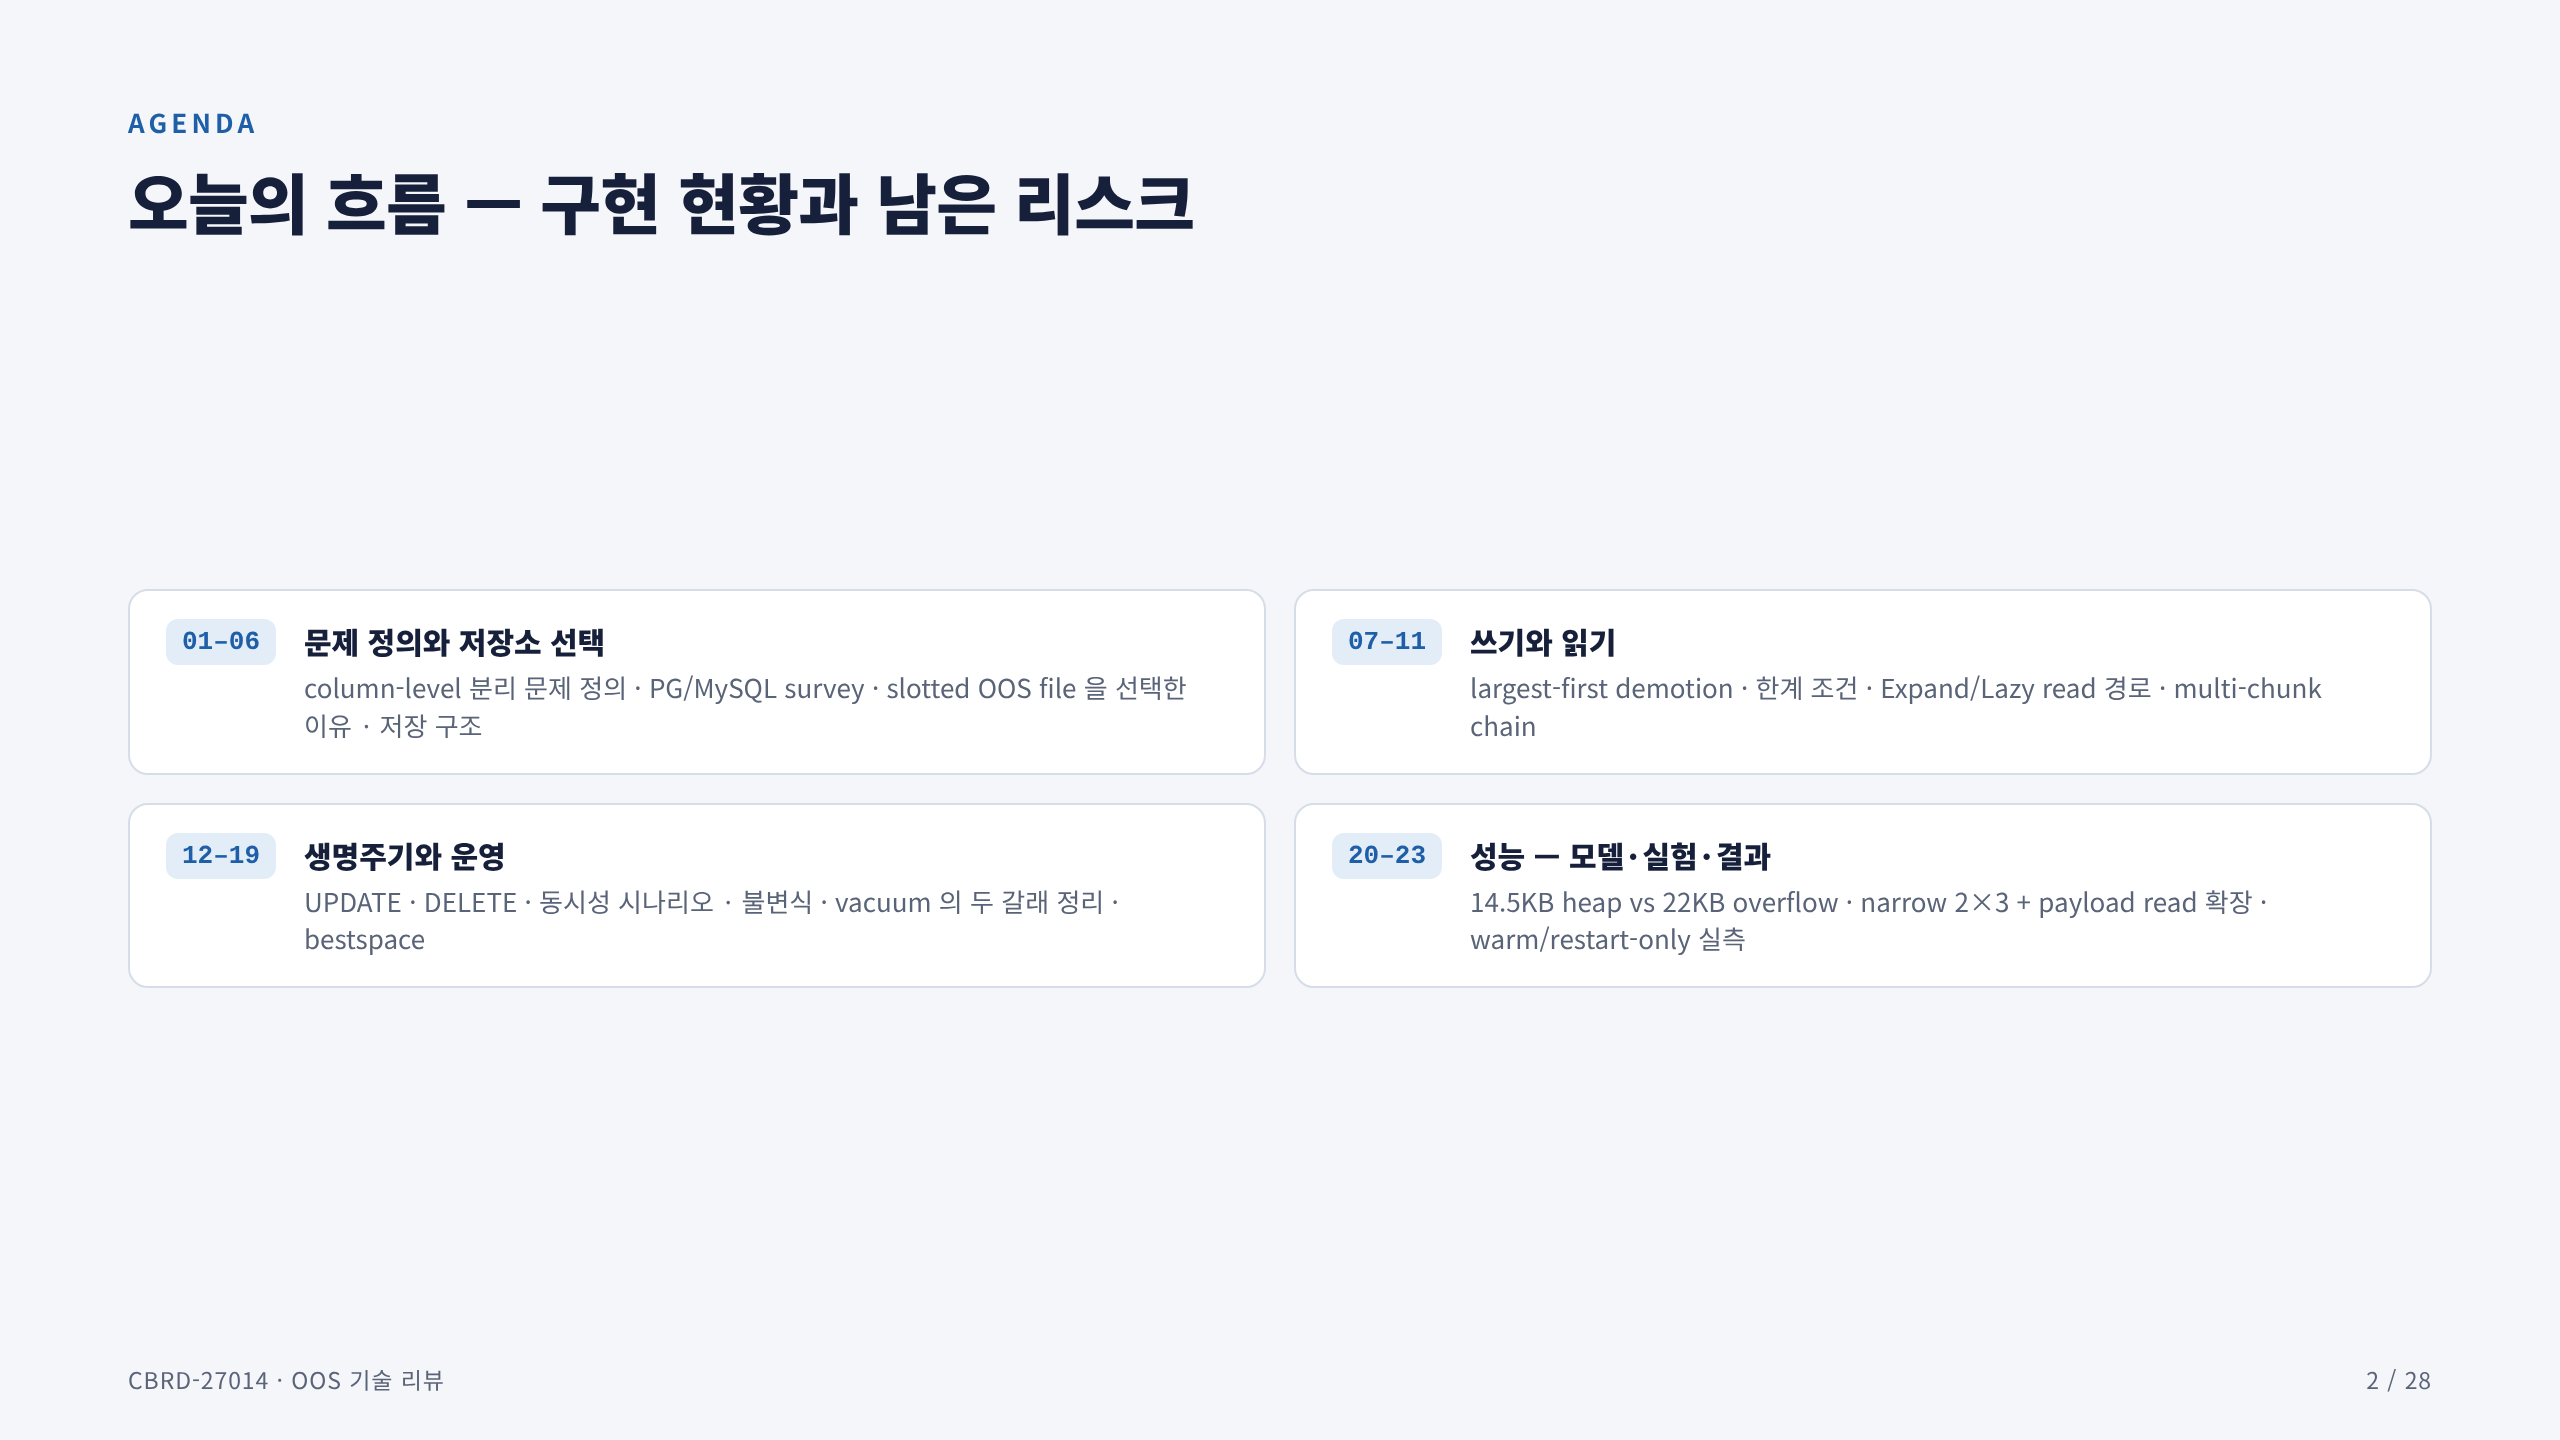 AGENDA
오늘의 흐름 — 구현 현황과 남은 리스크
01–06
문제 정의와 저장소 선택
column-level 분리 문제 정의 · PG/MySQL survey · slotted OOS file 을 선택한
이유 · 저장 구조
07–11
쓰기와 읽기
largest-first demotion · 한계 조건 · Expand/Lazy read 경로 · multi-chunk
chain
12–19
생명주기와 운영
UPDATE · DELETE · 동시성 시나리오 · 불변식 · vacuum 의 두 갈래 정리 ·
bestspace
20–23
성능 — 모델·실험·결과
14.5KB heap vs 22KB overflow · narrow 2×3 + payload read 확장 ·
warm/restart-only 실측
CBRD-27014 · OOS 기술 리뷰
2 / 28